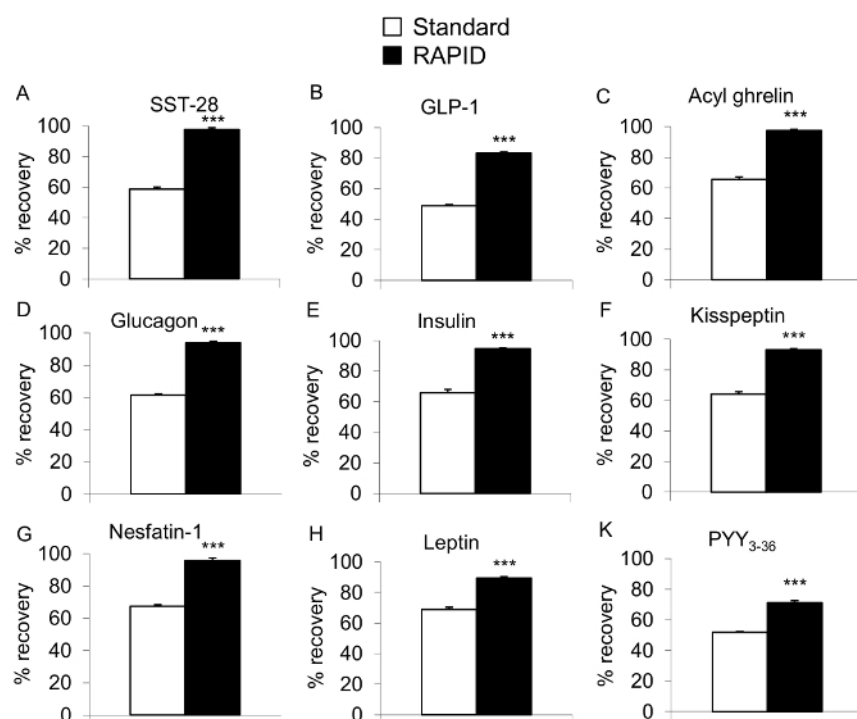 Standard
RAPID
A
SST-28
***
% recovery
100
80
60
40
20
0
B
GLP-1
***
% recovery
100
80
60
40
20
0
C
Acyl ghrelin
***
% recovery
100
80
60
40
20
0
D
Glucagon
***
% recovery
100
80
60
40
20
0
E
Insulin
***
% recovery
100
80
60
40
20
0
F
Kisspeptin
***
% recovery
100
80
60
40
20
0
G
Nesfatin-1
***
% recovery
100
80
60
40
20
0
H
Leptin
***
% recovery
100
80
60
40
20
0
K
PYY3-36
***
% recovery
100
80
60
40
20
0